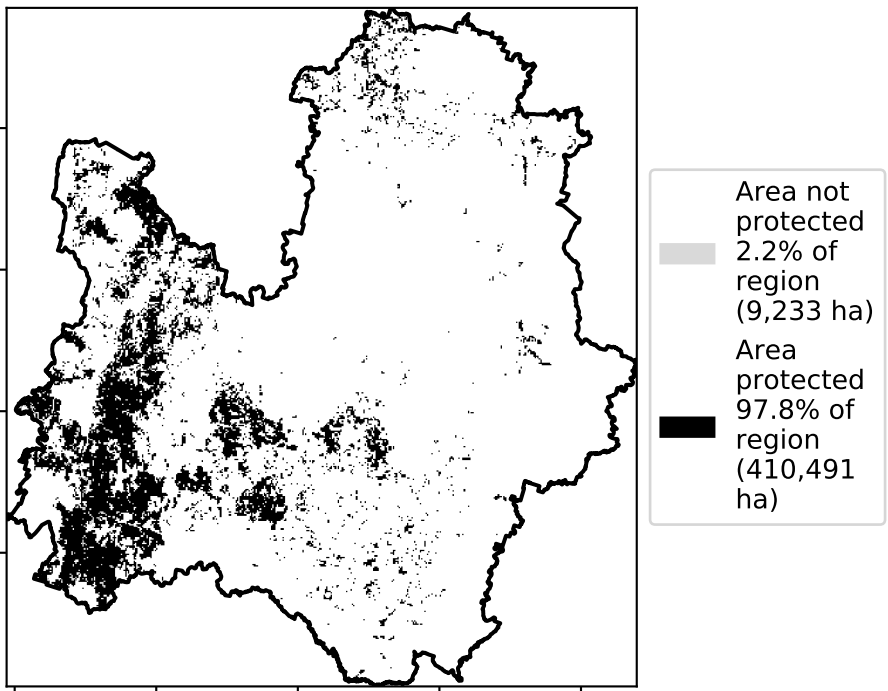 Area not
protected
2.2% of
region
(9,233 ha)
Area
protected
97.8% of
region
(410,491
ha)